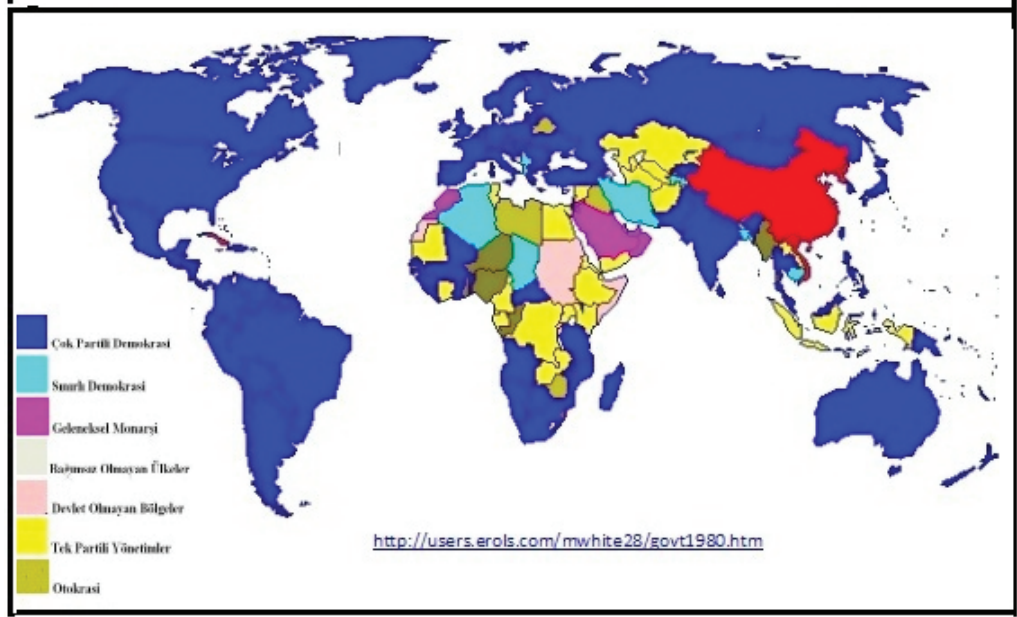 Çok Partili Demokrasi
Sınırlı Demokrasi
Geleneksel Monarşi
Bağımsız Olmayan Ülkeler
Devlet Olmayan Bölgeler
Tek Partili Yönetimler
Otokrasi
http://users.erols.com/mwhite28/govt1980.htm